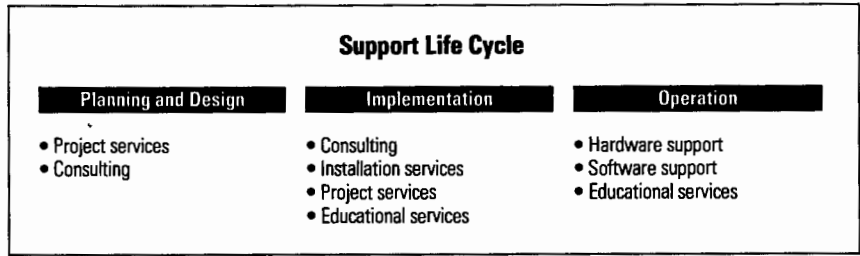 Support Life Cycle
Planning and Design
• Project services
• Consulting
Implementation
• Consulting
• Installation services
• Project services
• Educational services
Operation
• Hardware support
• Software support
• Educational services